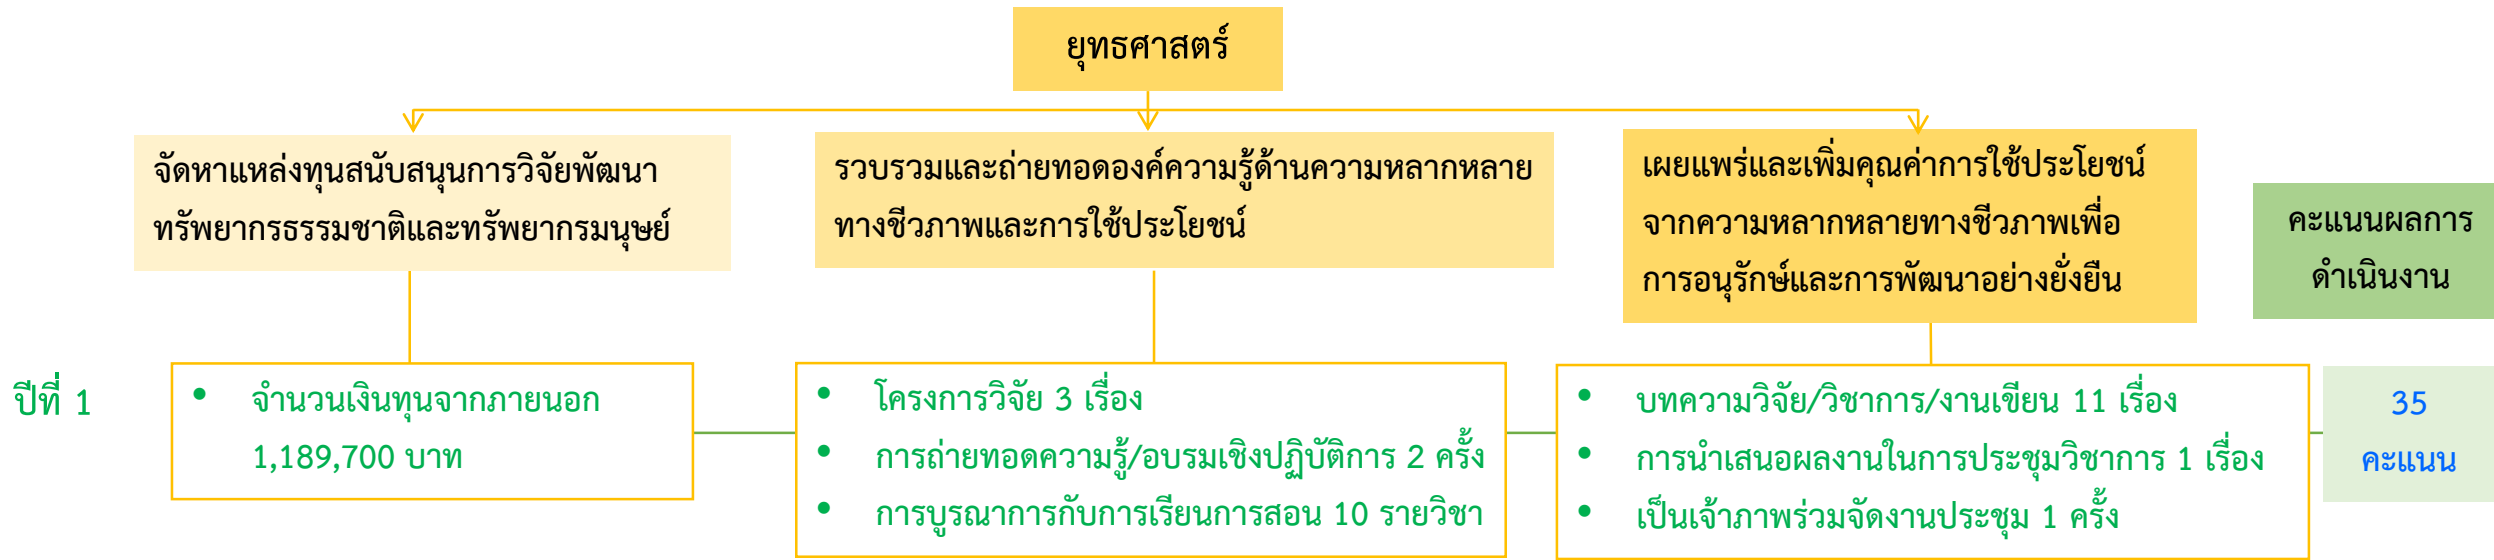 ยุทธศาสตร์
จัดหาแหล่งทุนสนับสนุนการวิจัยพัฒนา
ทรัพยากรธรรมชาติและทรัพยากรมนุษย์
รวบรวมและถ่ายทอดองค์ความรู้ด้านความหลากหลาย
ทางชีวภาพและการใช้ประโยชน์
เผยแพร่และเพิ่มคุณค่าการใช้ประโยชน์
จากความหลากหลายทางชีวภาพเพื่อ
การอนุรักษ์และการพัฒนาอย่างยั่งยืน
คะแนนผลการ
ดำเนินงาน
ปีที่ 1
• จำนวนเงินทุนจากภายนอก
1,189,700 บาท
• โครงการวิจัย 3 เรื่อง
• การถ่ายทอดความรู้/อบรมเชิงปฏิบัติการ 2 ครั้ง
• การบูรณาการกับการเรียนการสอน 10 รายวิชา
• บทความวิจัย/วิชาการ/งานเขียน 11 เรื่อง
• การนำเสนอผลงานในการประชุมวิชาการ 1 เรื่อง
• เป็นเจ้าภาพร่วมจัดงานประชุม 1 ครั้ง
35
คะแนน